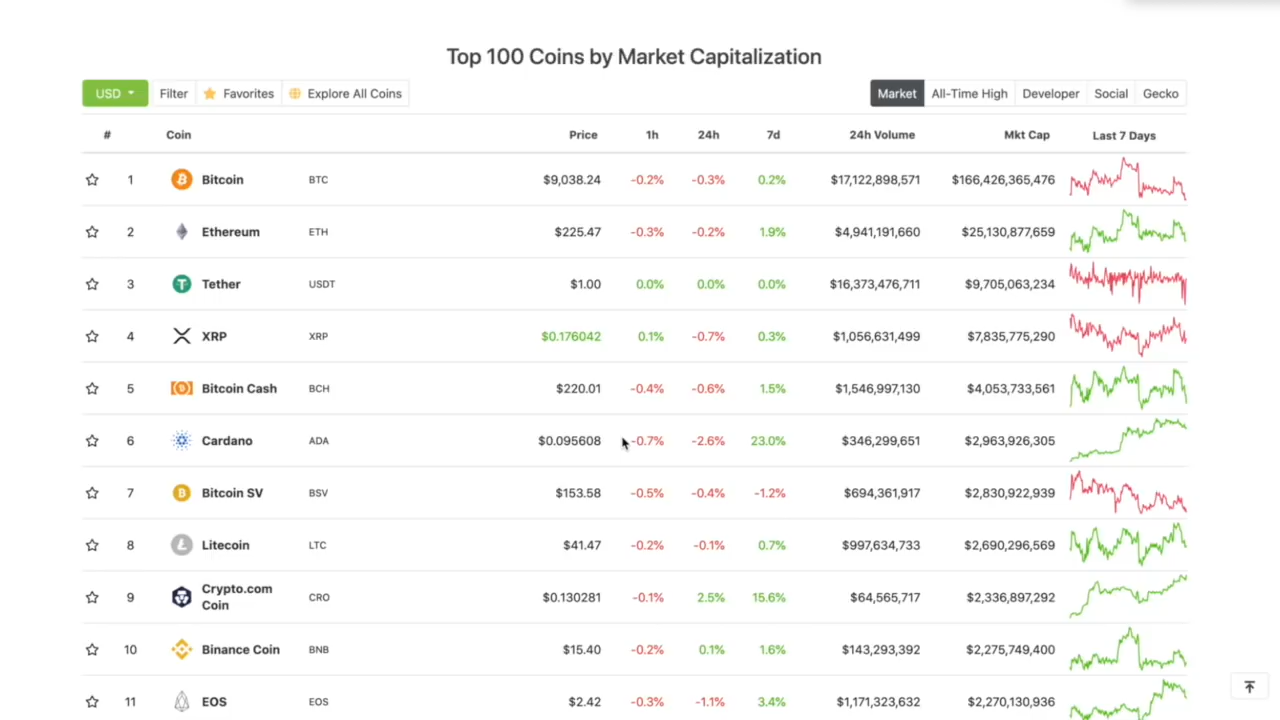 Top 100 Coins by Market Capitalization
USD Filter Favorites Explore All Coins Market All-Time High Developer Social Gecko
# Coin Price 1h 24h 7d 24h Volume Mkt Cap Last 7 Days
1 Bitcoin BTC $9,038.24 -0.2% -0.3% 0.2% $17,122,898,571 $166,426,365,476
2 Ethereum ETH $225.47 -0.3% -0.2% 1.9% $4,941,191,660 $25,130,877,659
3 Tether USDT $1.00 0.0% 0.0% 0.0% $16,373,476,711 $9,705,063,234
4 XRP XRP $0.176042 0.1% -0.7% 0.3% $1,056,631,499 $7,835,775,290
5 Bitcoin Cash BCH $220.01 -0.4% -0.6% 1.5% $1,546,997,130 $4,053,733,561
6 Cardano ADA $0.095608 -0.7% -2.6% 23.0% $346,299,651 $2,963,926,305
7 Bitcoin SV BSV $153.58 -0.5% -0.4% -1.2% $694,361,917 $2,830,922,939
8 Litecoin LTC $41.47 -0.2% -0.1% 0.7% $997,634,733 $2,690,296,569
9 Crypto.com Coin CRO $0.130281 -0.1% 2.5% 15.6% $64,565,717 $2,336,897,292
10 Binance Coin BNB $15.40 -0.2% 0.1% 1.6% $143,293,392 $2,275,749,400
11 EOS EOS $2.42 -0.3% -1.1% 3.4% $1,171,323,632 $2,270,130,936